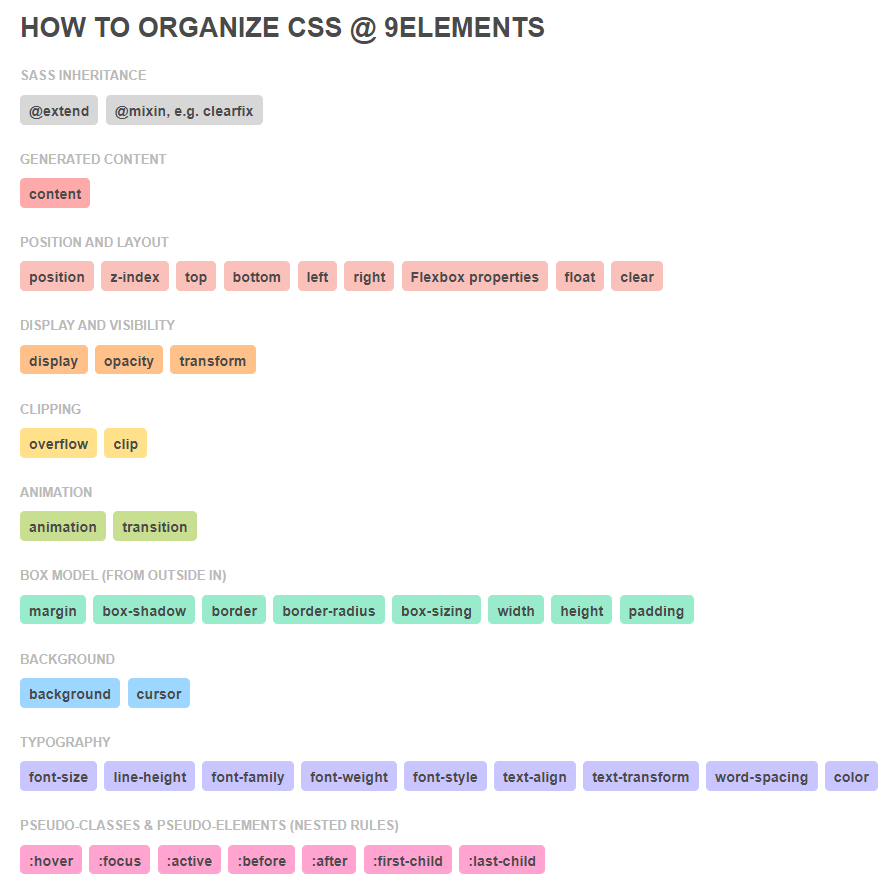 HOW TO ORGANIZE CSS @ 9ELEMENTS
SASS INHERITANCE
@extend @mixin, e.g. clearfix
GENERATED CONTENT
content
POSITION AND LAYOUT
position z-index top bottom left right Flexbox properties float clear
DISPLAY AND VISIBILITY
display opacity transform
CLIPPING
overflow clip
ANIMATION
animation transition
BOX MODEL (FROM OUTSIDE IN)
margin box-shadow border border-radius box-sizing width height padding
BACKGROUND
background cursor
TYPOGRAPHY
font-size line-height font-family font-weight font-style text-align text-transform word-spacing color
PSEUDO-CLASSES & PSEUDO-ELEMENTS (NESTED RULES)
:hover :focus :active :before :after :first-child :last-child